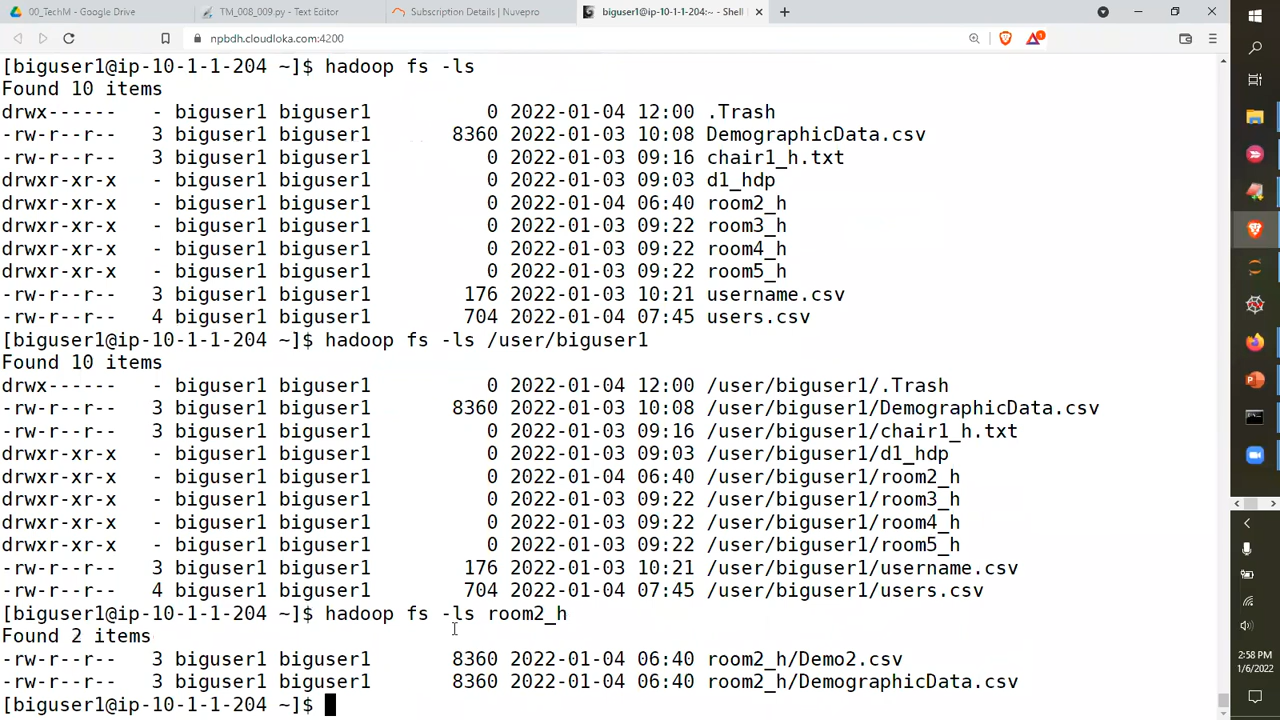 00_TechM - Google Drive
TM_008_009.py - Text Editor
Subscription Details | Nuvepro
biguser1@ip-10-1-1-204:~ - Shell
npbdh.cloudloka.com:4200
[biguser1@ip-10-1-1-204 ~]$ hadoop fs -ls
Found 10 items
drwx------ - biguser1 biguser1 0 2022-01-04 12:00 .Trash
-rw-r--r-- 3 biguser1 biguser1 8360 2022-01-03 10:08 DemographicData.csv
-rw-r--r-- 3 biguser1 biguser1 0 2022-01-03 09:16 chair1_h.txt
drwxr-xr-x - biguser1 biguser1 0 2022-01-03 09:03 d1_hdp
drwxr-xr-x - biguser1 biguser1 0 2022-01-04 06:40 room2_h
drwxr-xr-x - biguser1 biguser1 0 2022-01-03 09:22 room3_h
drwxr-xr-x - biguser1 biguser1 0 2022-01-03 09:22 room4_h
drwxr-xr-x - biguser1 biguser1 0 2022-01-03 09:22 room5_h
-rw-r--r-- 3 biguser1 biguser1 176 2022-01-03 10:21 username.csv
-rw-r--r-- 4 biguser1 biguser1 704 2022-01-04 07:45 users.csv
[biguser1@ip-10-1-1-204 ~]$ hadoop fs -ls /user/biguser1
Found 10 items
drwx------ - biguser1 biguser1 0 2022-01-04 12:00 /user/biguser1/.Trash
-rw-r--r-- 3 biguser1 biguser1 8360 2022-01-03 10:08 /user/biguser1/DemographicData.csv
-rw-r--r-- 3 biguser1 biguser1 0 2022-01-03 09:16 /user/biguser1/chair1_h.txt
drwxr-xr-x - biguser1 biguser1 0 2022-01-03 09:03 /user/biguser1/d1_hdp
drwxr-xr-x - biguser1 biguser1 0 2022-01-04 06:40 /user/biguser1/room2_h
drwxr-xr-x - biguser1 biguser1 0 2022-01-03 09:22 /user/biguser1/room3_h
drwxr-xr-x - biguser1 biguser1 0 2022-01-03 09:22 /user/biguser1/room4_h
drwxr-xr-x - biguser1 biguser1 0 2022-01-03 09:22 /user/biguser1/room5_h
-rw-r--r-- 3 biguser1 biguser1 176 2022-01-03 10:21 /user/biguser1/username.csv
-rw-r--r-- 4 biguser1 biguser1 704 2022-01-04 07:45 /user/biguser1/users.csv
[biguser1@ip-10-1-1-204 ~]$ hadoop fs -ls room2_h
Found 2 items
-rw-r--r-- 3 biguser1 biguser1 8360 2022-01-04 06:40 room2_h/Demo2.csv
-rw-r--r-- 3 biguser1 biguser1 8360 2022-01-04 06:40 room2_h/DemographicData.csv
[biguser1@ip-10-1-1-204 ~]$
2:58 PM
1/6/2022